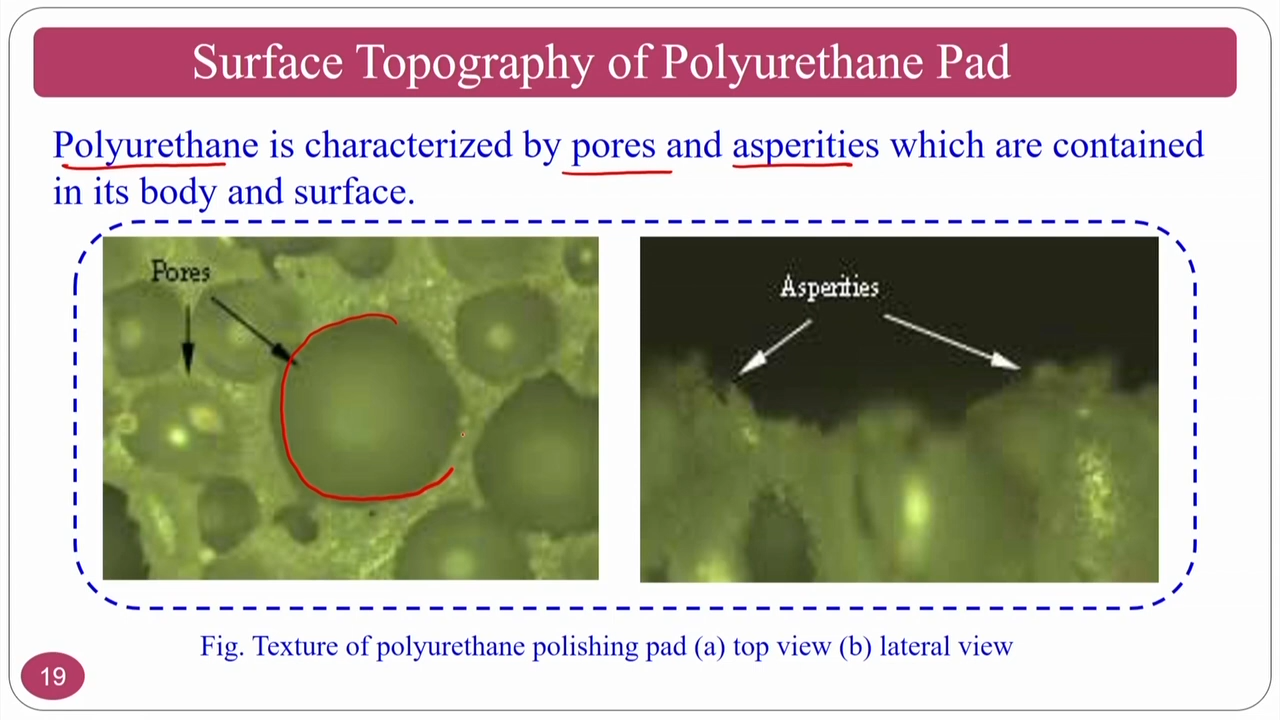 Surface Topography of Polyurethane Pad
Polyurethane is characterized by pores and asperities which are contained
in its body and surface.
Pores
Asperities
Fig. Texture of polyurethane polishing pad (a) top view (b) lateral view
19